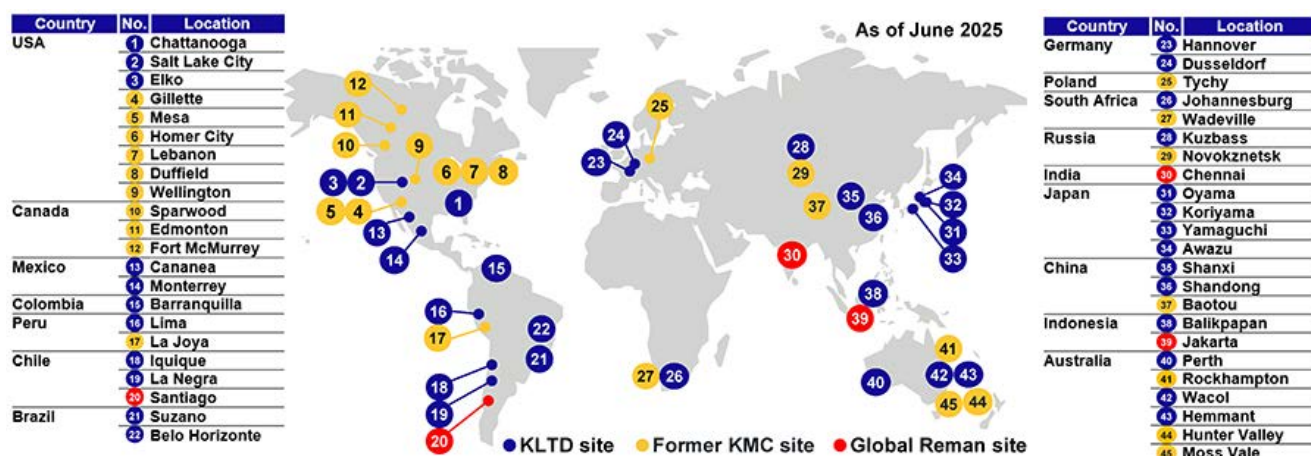 Country No. Location
USA 1 Chattanooga
2 Salt Lake City
3 Elko
4 Gillette
5 Mesa
6 Homer City
7 Lebanon
8 Duffield
9 Wellington
Canada 10 Sparwood
11 Edmonton
12 Fort McMurrey
Mexico 13 Cananea
14 Monterrey
Colombia 15 Barranquilla
Peru 16 Lima
17 La Joya
Chile 18 Iquique
19 La Negra
20 Santiago
Brazil 21 Suzano
22 Belo Horizonte
As of June 2025
12
11
10
9
6 7 8
3 2
1
5 4
13
14
15
16
17
22
21
18
19
20
25
24
23
28
29
37
35
36
34
32
31
33
30
38
39
27 26
41
40
42 43
45 44
KLTD site Former KMC site Global Reman site
Country No. Location
Germany 23 Hannover
24 Dusseldorf
Poland 25 Tychy
South Africa 26 Johannesburg
27 Wadeville
Russia 28 Kuzbass
29 Novokznetsk
India 30 Chennai
Japan 31 Oyama
32 Koriyama
33 Yamaguchi
34 Awazu
China 35 Shanxi
36 Shandong
37 Baotou
Indonesia 38 Balikpapan
39 Jakarta
Australia 40 Perth
41 Rockhampton
42 Wacol
43 Hemmant
44 Hunter Valley
45 Moss Vale